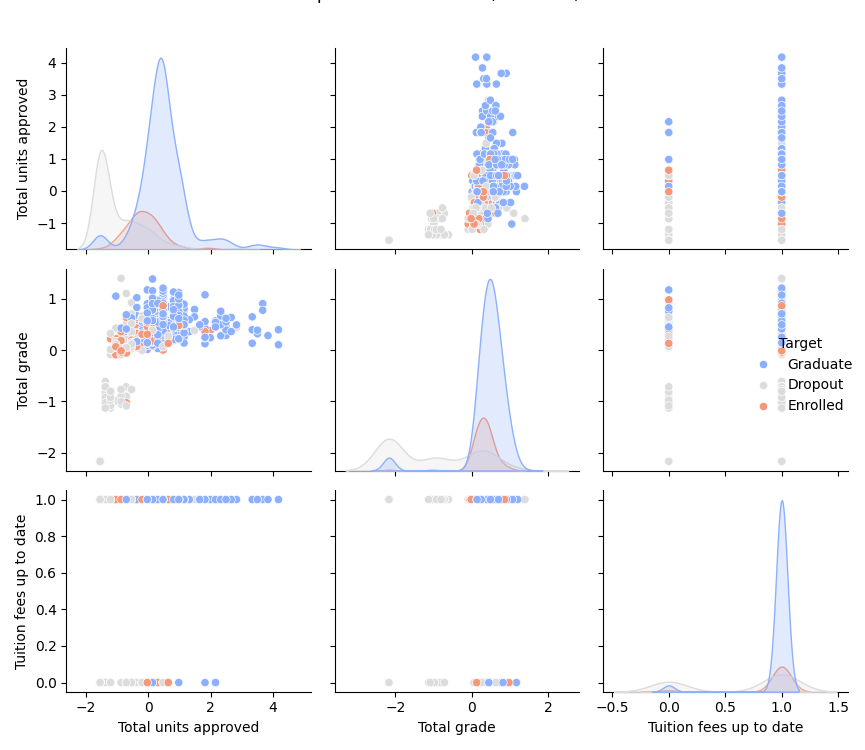 Total units approved
4
3
2
1
0
−1
Total grade
1
0
−1
−2
Target
Graduate
Dropout
Enrolled
Tuition fees up to date
1.0
0.8
0.6
0.4
0.2
0.0
−2 0 2 4
Total units approved
−2 0 2
Total grade
−0.5 0.0 0.5 1.0 1.5
Tuition fees up to date